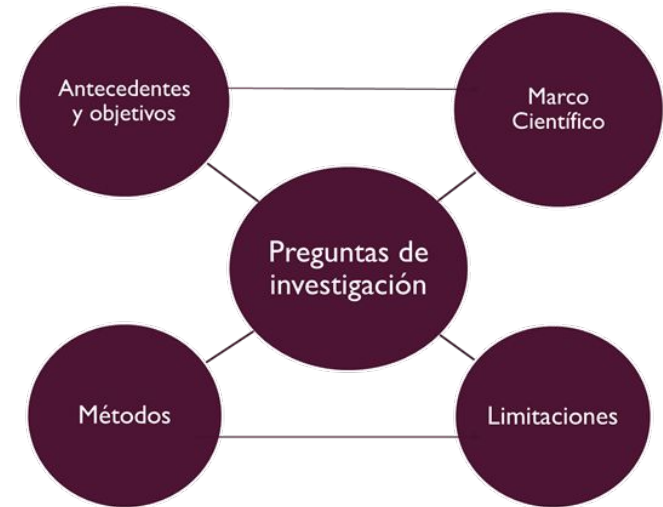 Antecedentes
y objetivos
Marco
Científico
Preguntas de
investigación
Métodos
Limitaciones